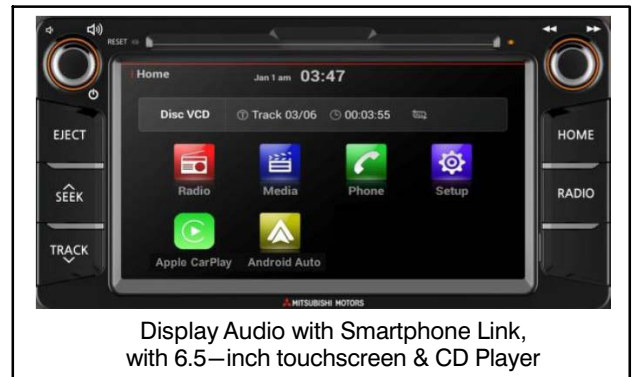 RESET
Home
Jan 1 am 03:47
Disc VCD Track 03/06 00:03:55
EJECT
HOME
Radio Media Phone Setup
SEEK
RADIO
TRACK
Apple CarPlay Android Auto
MITSUBISHI MOTORS
Display Audio with Smartphone Link,
with 6.5–inch touchscreen & CD Player